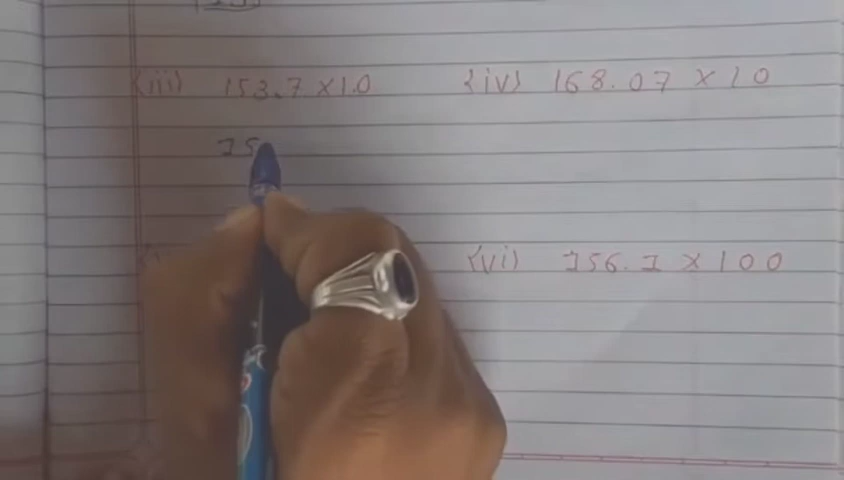 (iii) 153.7 × 10 (iv) 168.07 × 10
15
(vi) 156.1 × 100